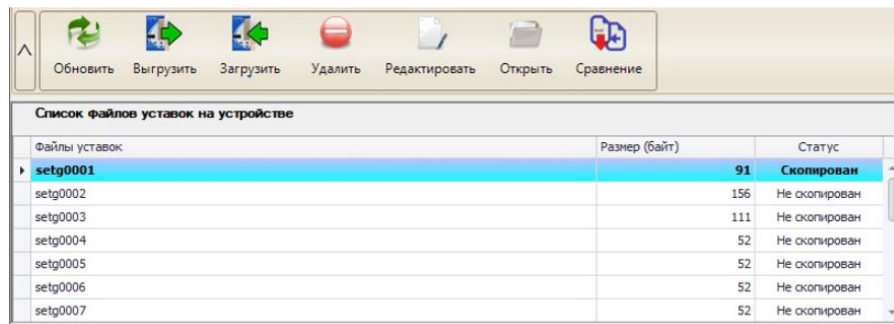 Обновить Выгрузить Загрузить Удалить Редактировать Открыть Сравнение
Список файлов уставок на устройстве
Файлы уставок Размер (байт) Статус
setg0001 91 Скопирован
setg0002 156 Не скопирован
setg0003 111 Не скопирован
setg0004 52 Не скопирован
setg0005 52 Не скопирован
setg0006 52 Не скопирован
setg0007 52 Не скопирован